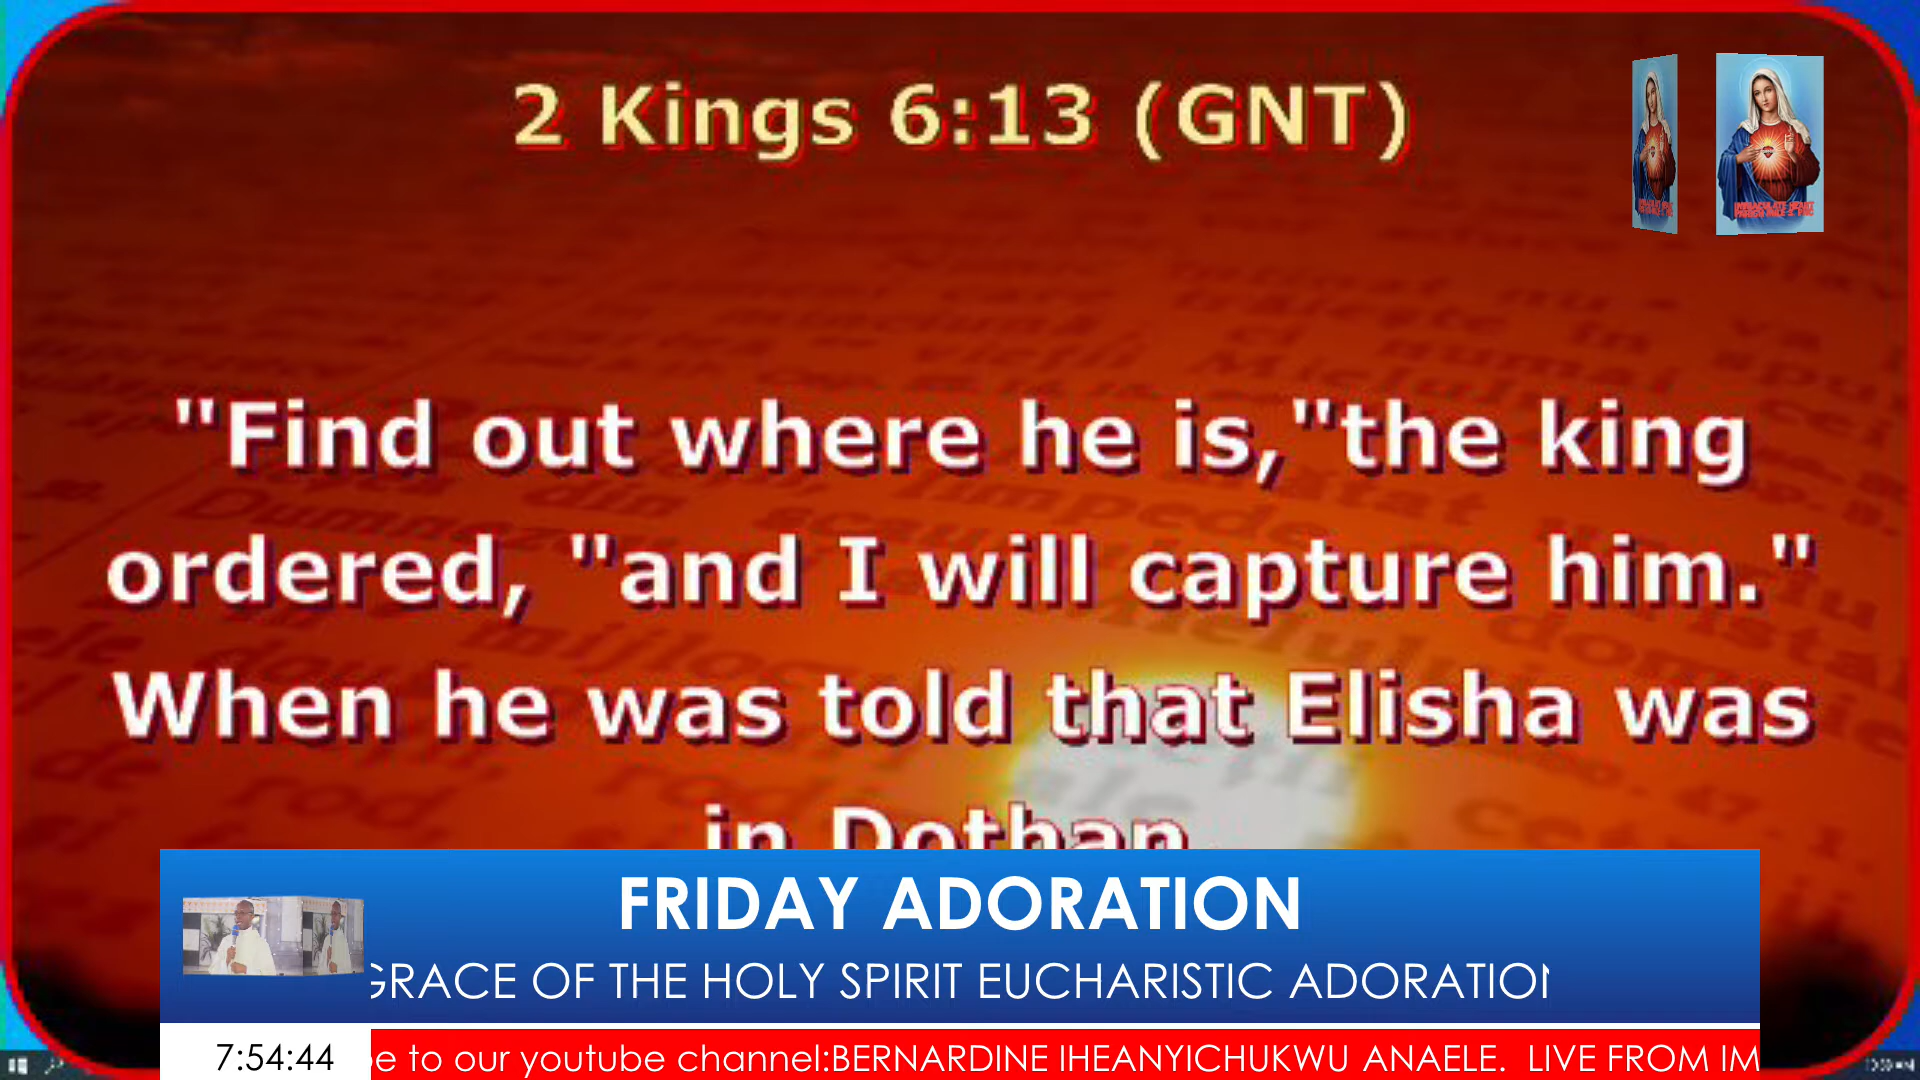 2 Kings 6:13 (GNT)
"Find out where he is,"the king
ordered, "and I will capture him."
When he was told that Elisha was
in Dothan,
FRIDAY ADORATION
GRACE OF THE HOLY SPIRIT EUCHARISTIC ADORATION
7:54:44
to our youtube channel:BERNARDINE IHEANYICHUKWU ANAELE. LIVE FROM IM